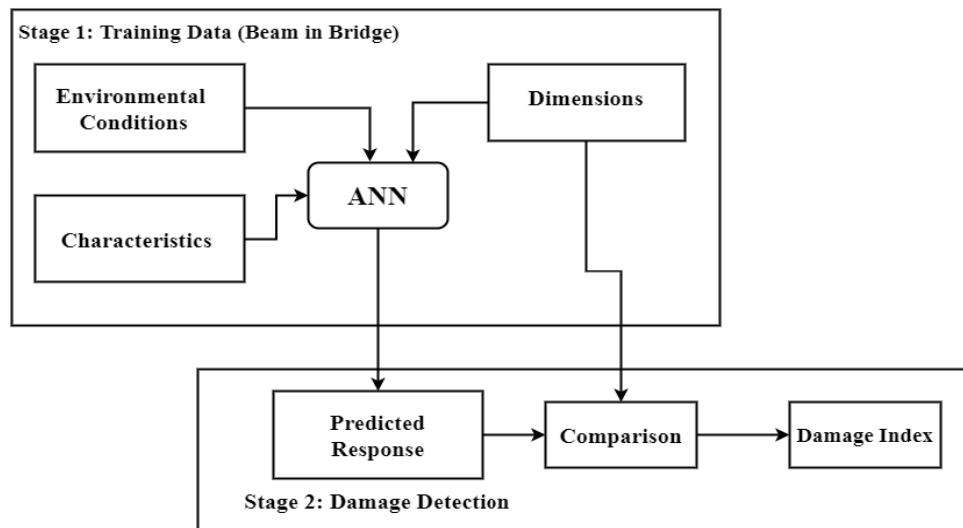 Stage 1: Training Data (Beam in Bridge)
Environmental
Conditions
Dimensions
ANN
Characteristics
Predicted
Response
Comparison
Damage Index
Stage 2: Damage Detection